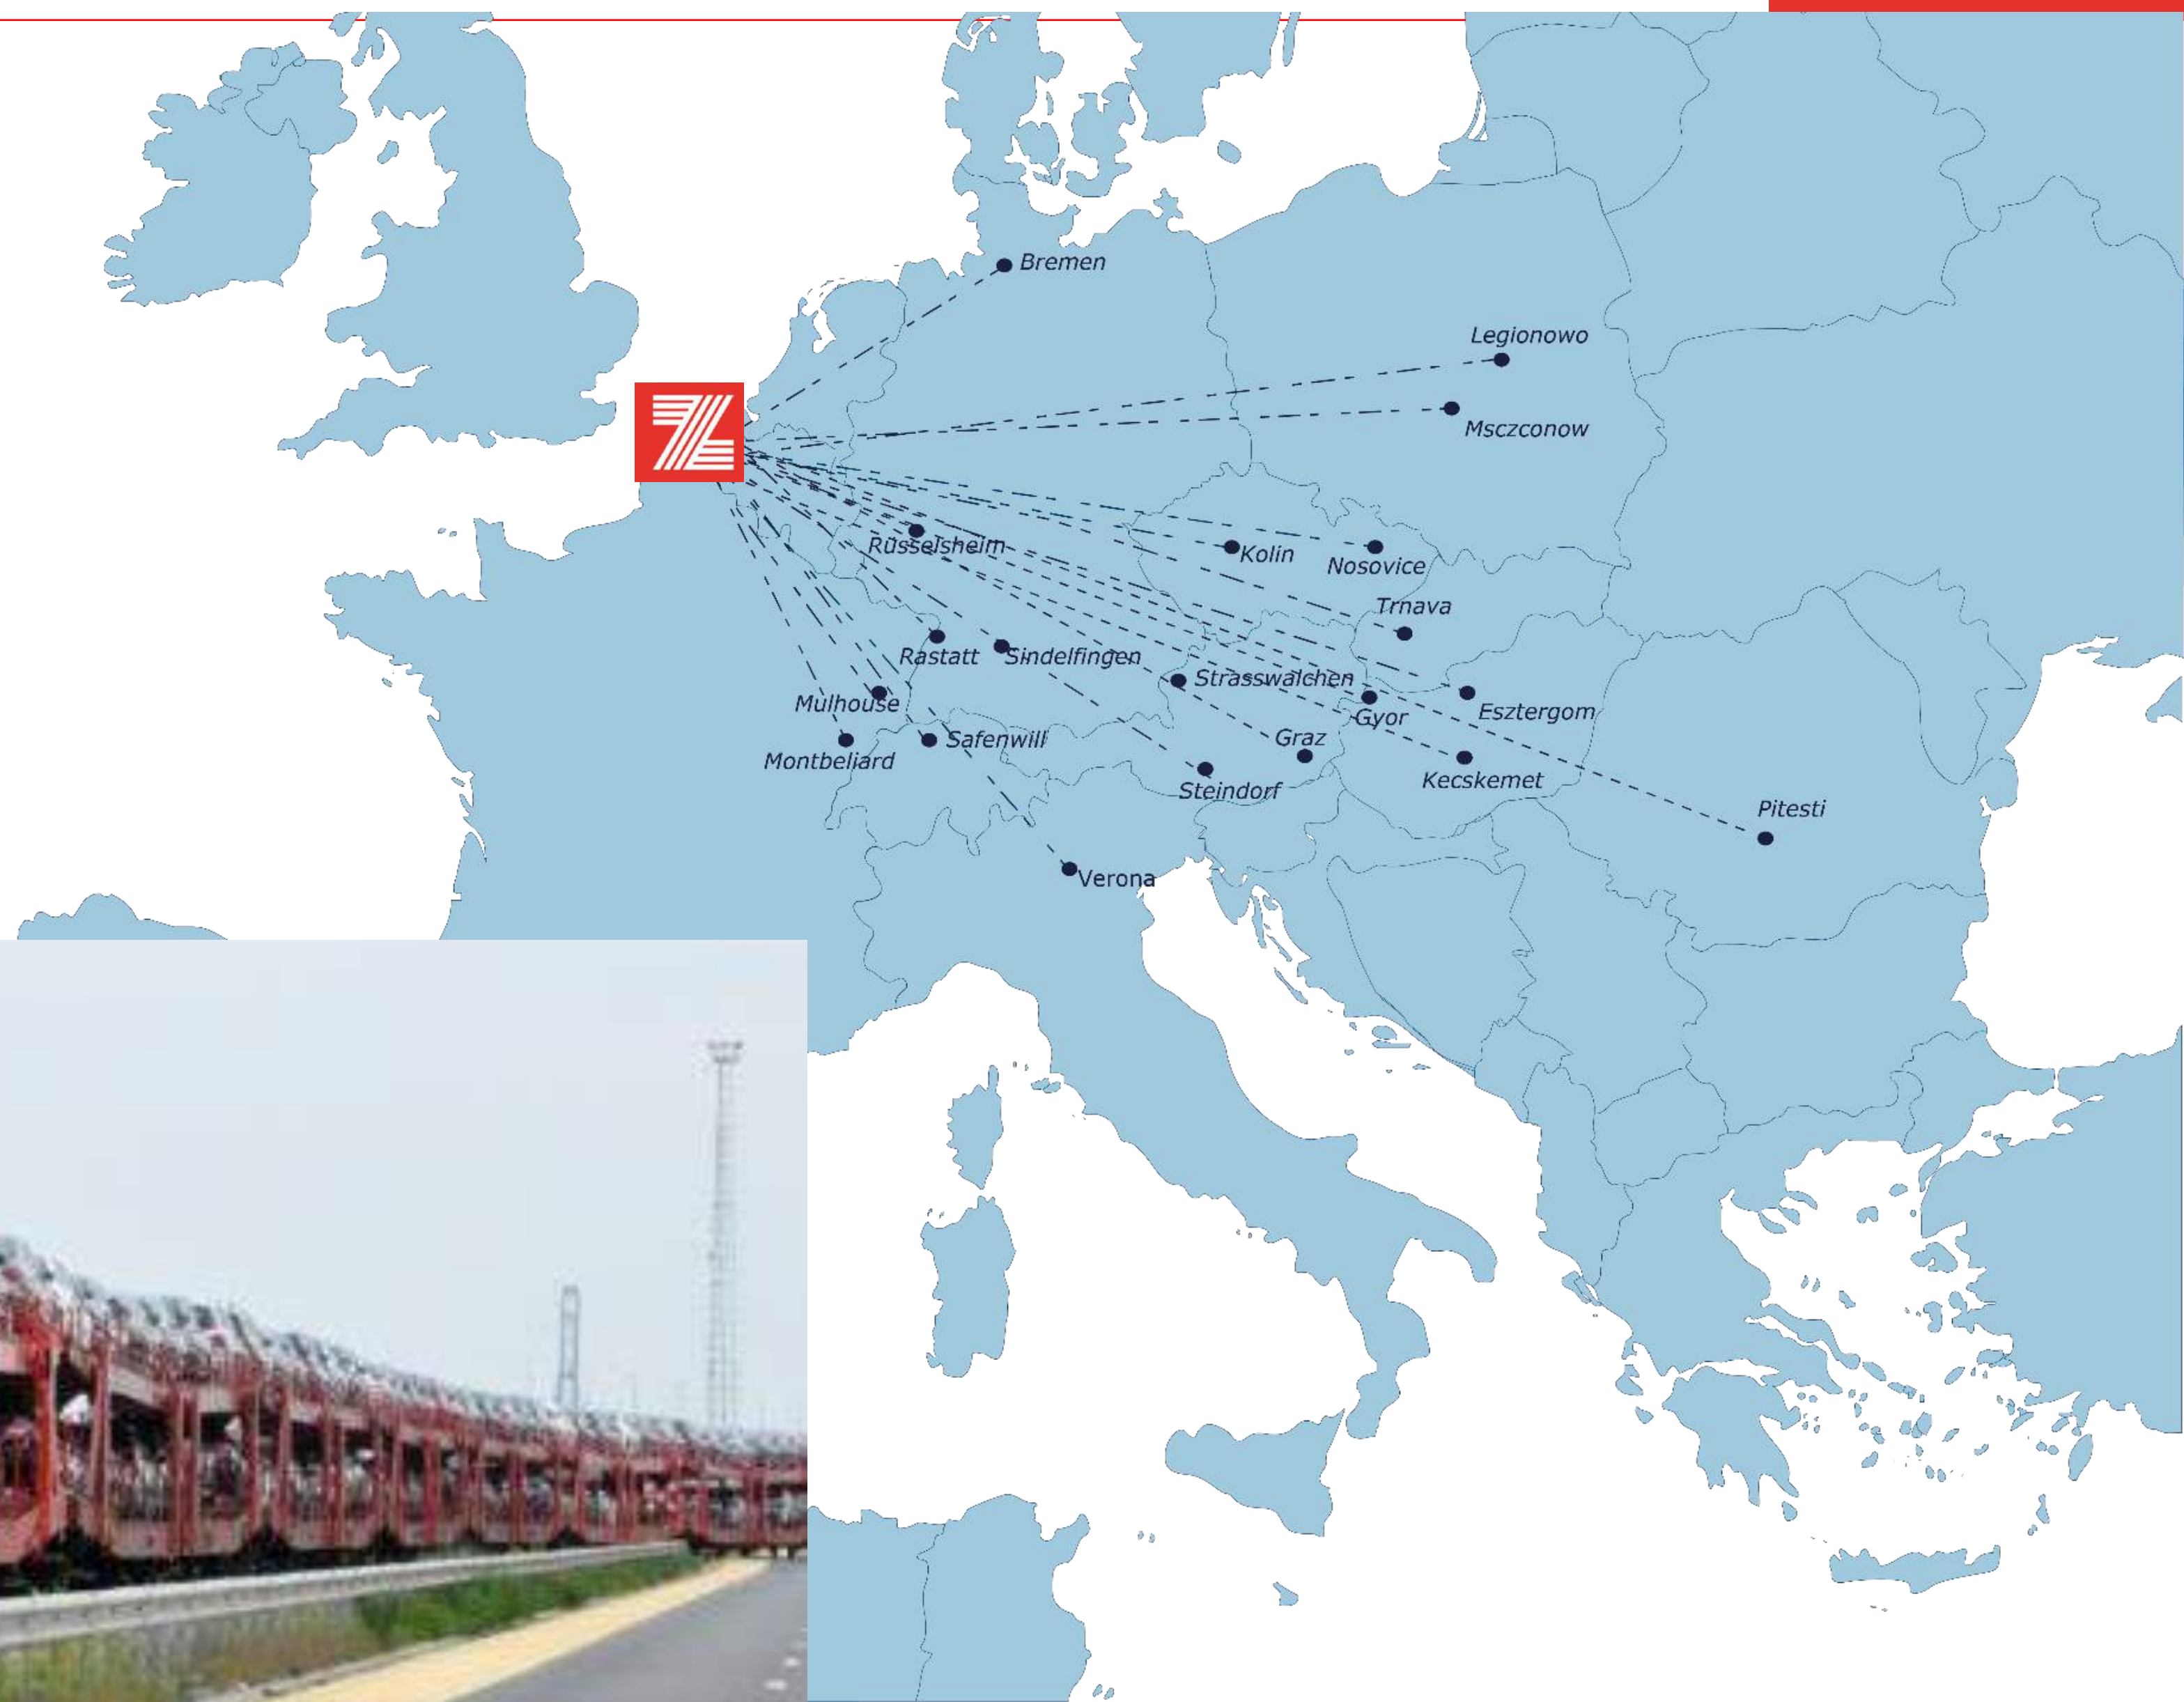 Bremen
Legionowo
Msczconow
Russelsheim
Kolin
Nosovice
Trnava
Rastatt
Sindelfingen
Strasswalchen
Mulhouse
Gyor
Esztergom
Safenwill
Graz
Montbeliard
Steindorf
Kecskemet
Pitesti
Verona